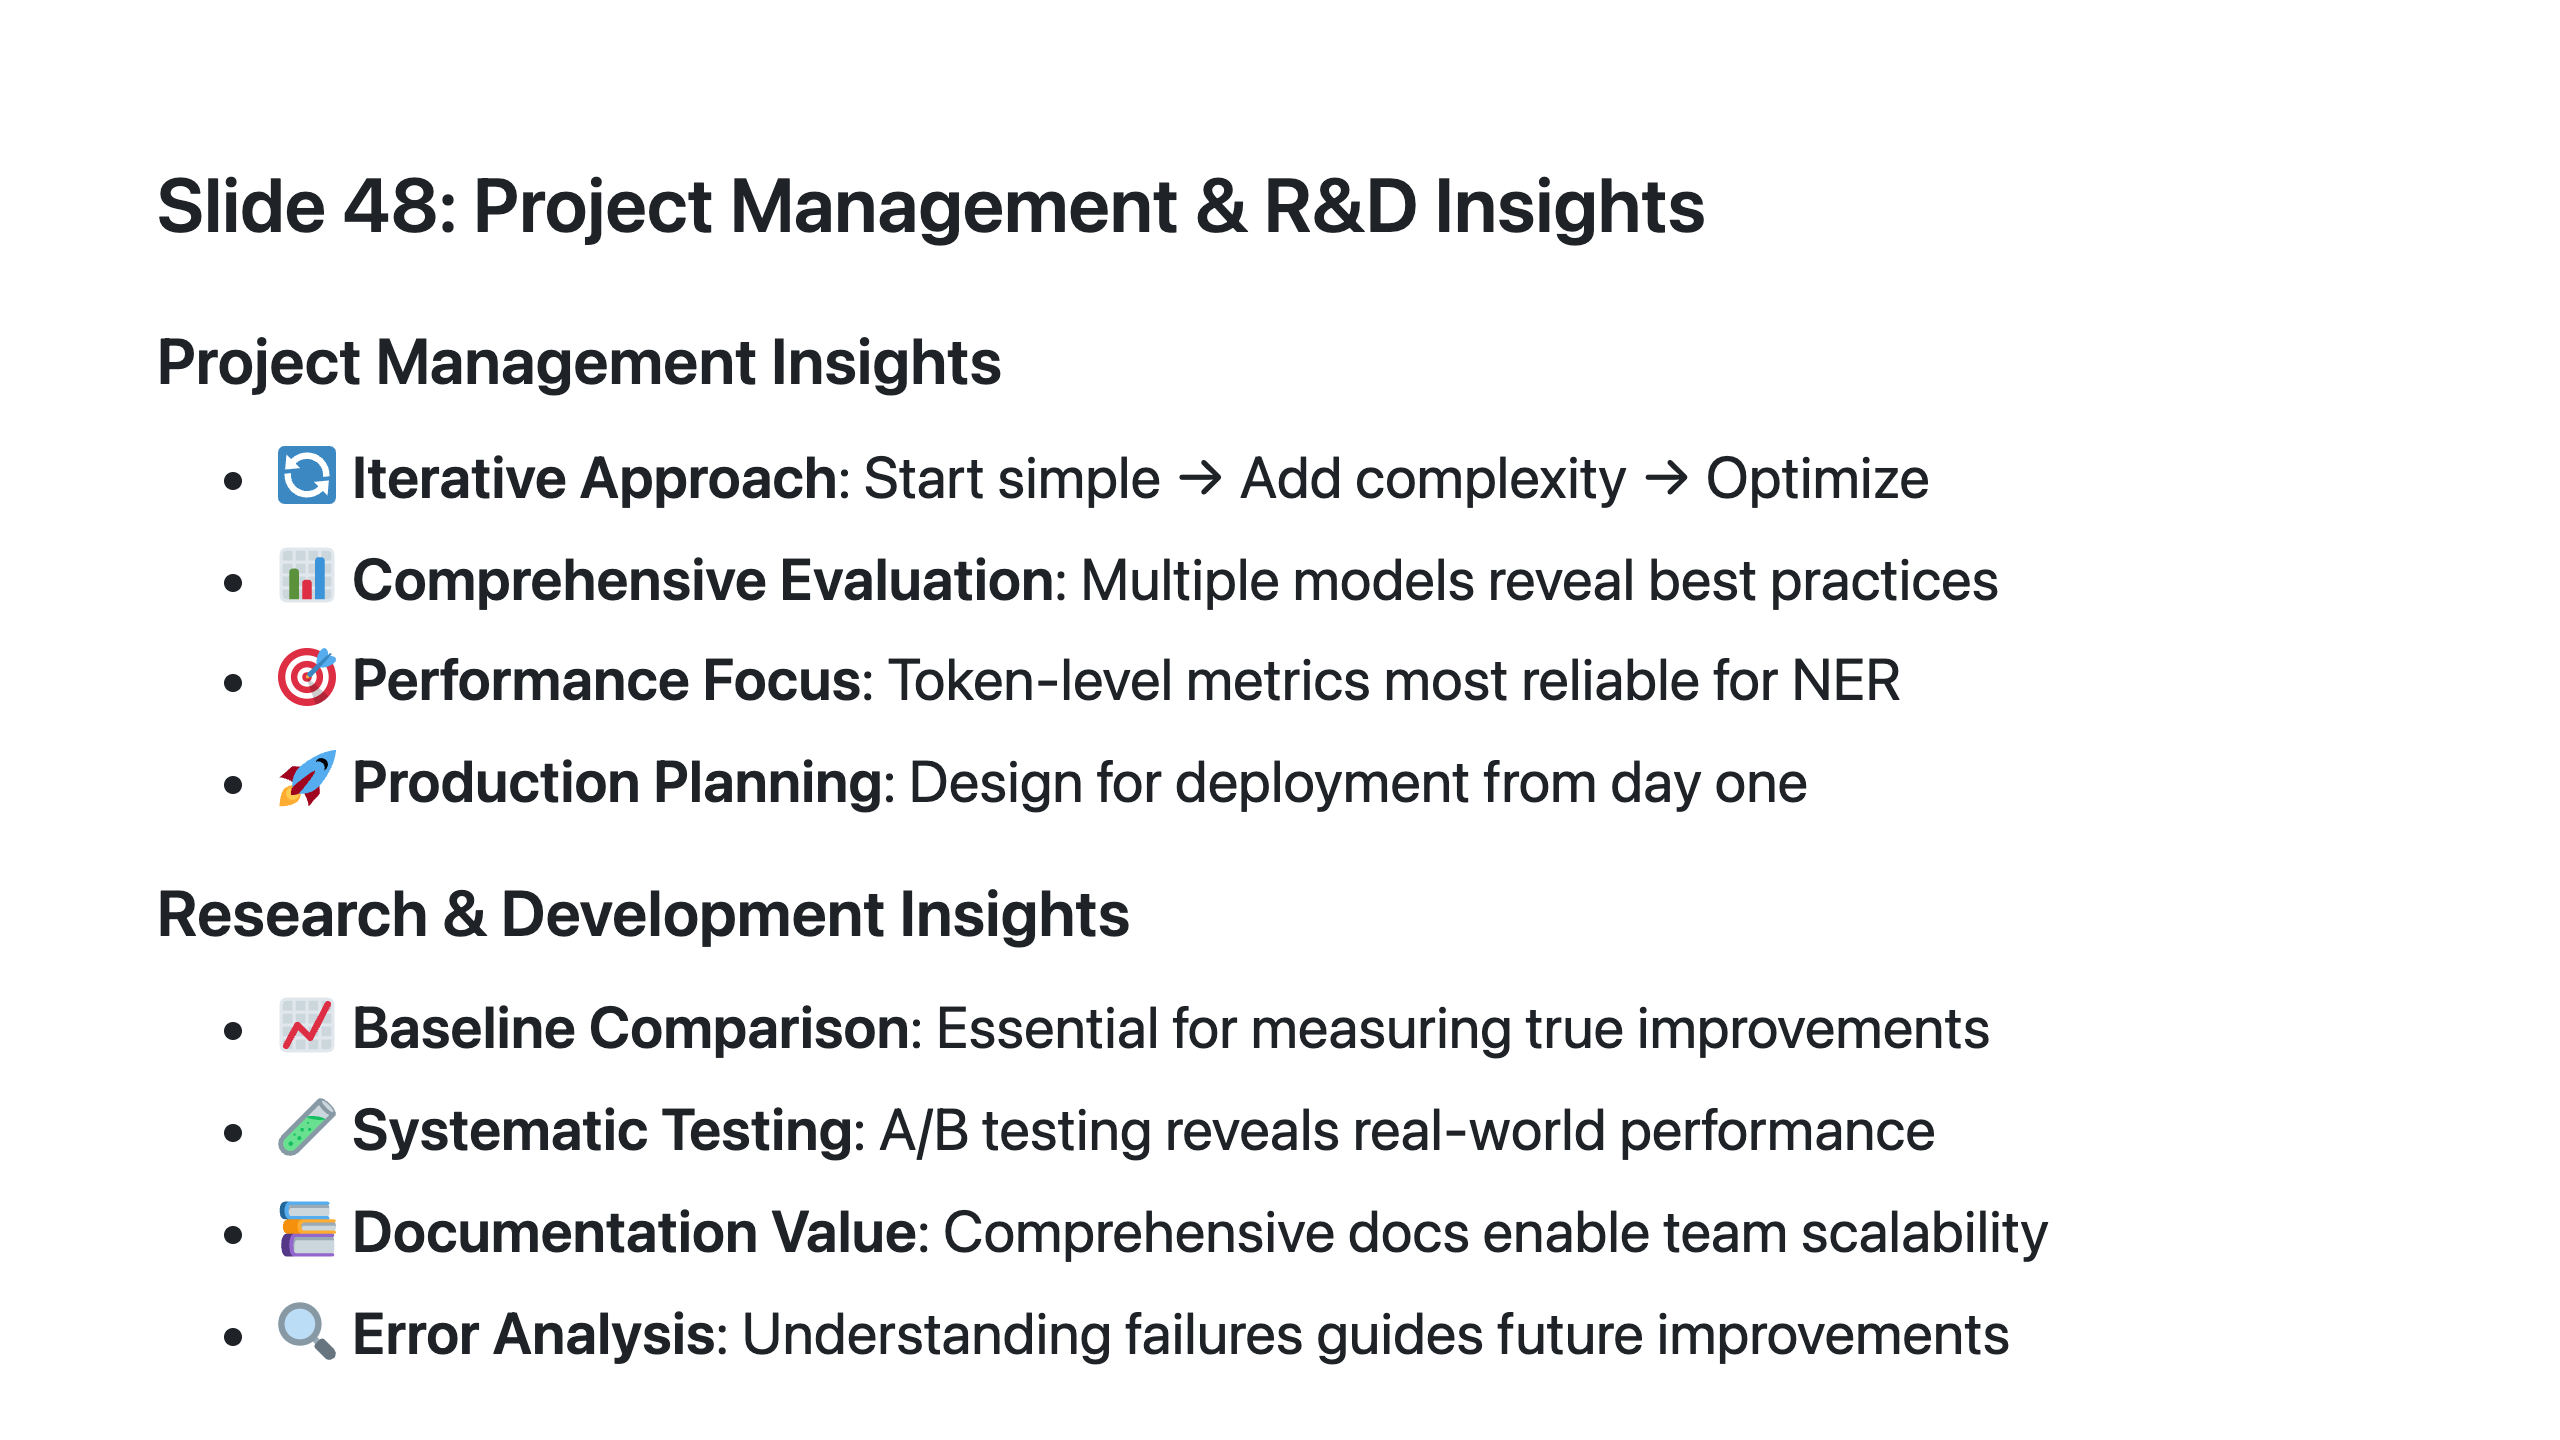 Slide 48: Project Management & R&D Insights
Project Management Insights
• 🔄 Iterative Approach: Start simple → Add complexity → Optimize
• 📊 Comprehensive Evaluation: Multiple models reveal best practices
• 🎯 Performance Focus: Token-level metrics most reliable for NER
• 🚀 Production Planning: Design for deployment from day one
Research & Development Insights
• 📈 Baseline Comparison: Essential for measuring true improvements
• 🧪 Systematic Testing: A/B testing reveals real-world performance
• 📚 Documentation Value: Comprehensive docs enable team scalability
• 🔍 Error Analysis: Understanding failures guides future improvements